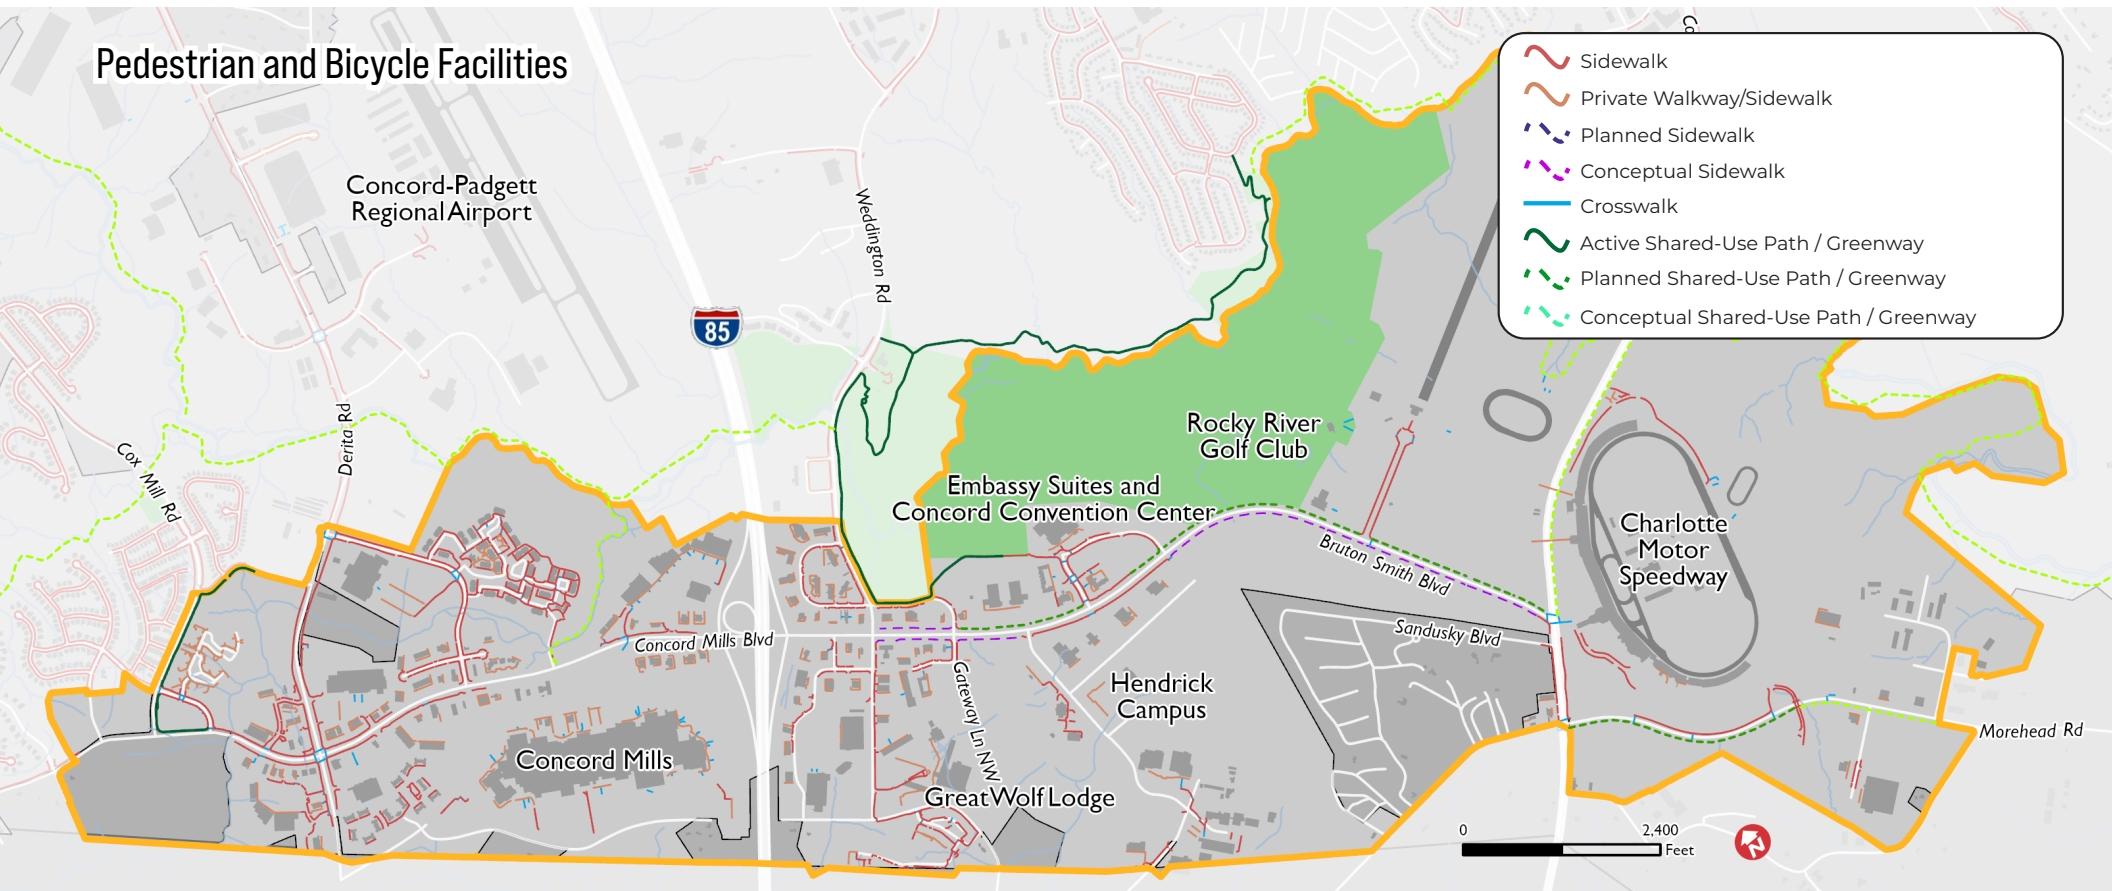 Pedestrian and Bicycle Facilities
Sidewalk
Private Walkway/Sidewalk
Planned Sidewalk
Conceptual Sidewalk
Crosswalk
Active Shared-Use Path / Greenway
Planned Shared-Use Path / Greenway
Conceptual Shared-Use Path / Greenway
Co
Concord-Padgett
Regional Airport
Weddington Rd
85
Derita Rd
Cox Mill Rd
Rocky River
Golf Club
Embassy Suites and
Concord Convention Center
Charlotte
Motor
Speedway
Bruton Smith Blvd
Sandusky Blvd
Concord Mills Blvd
Gateway Ln NW
Hendrick
Campus
Morehead Rd
Concord Mills
Great Wolf Lodge
0
2,400
Feet
N